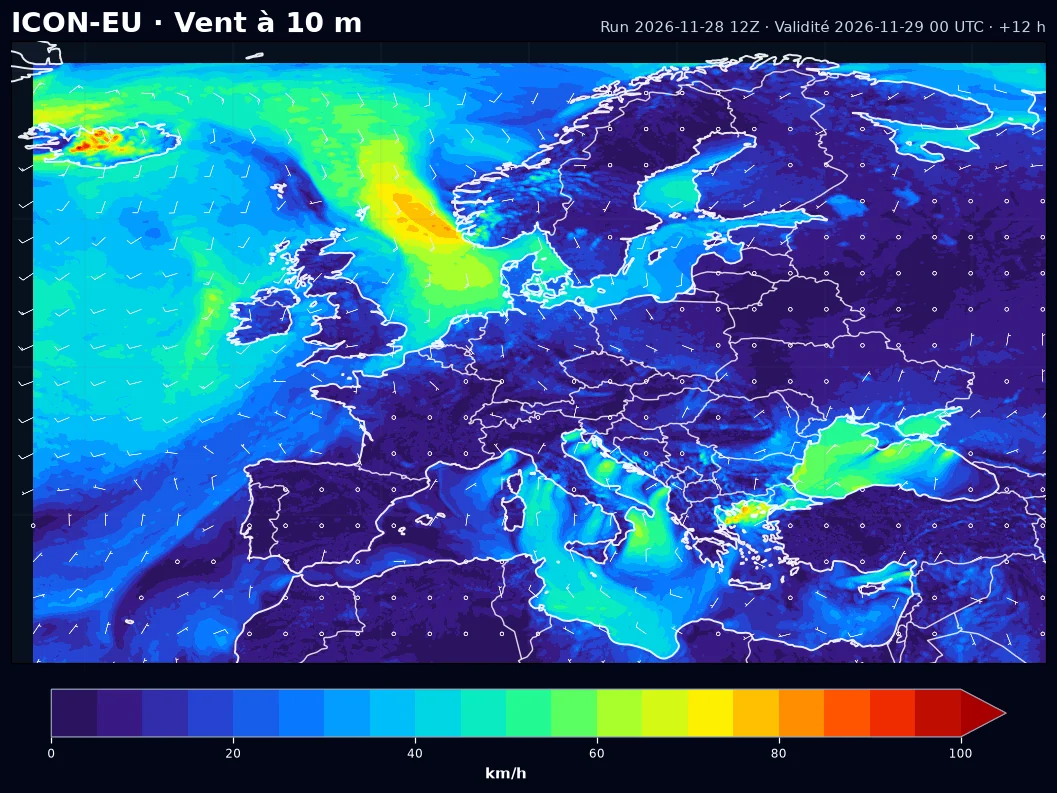 ICON-EU · Vent à 10 m
Run 2026-11-28 12Z · Validité 2026-11-29 00 UTC · +12 h
0 20 40 60 80 100
km/h